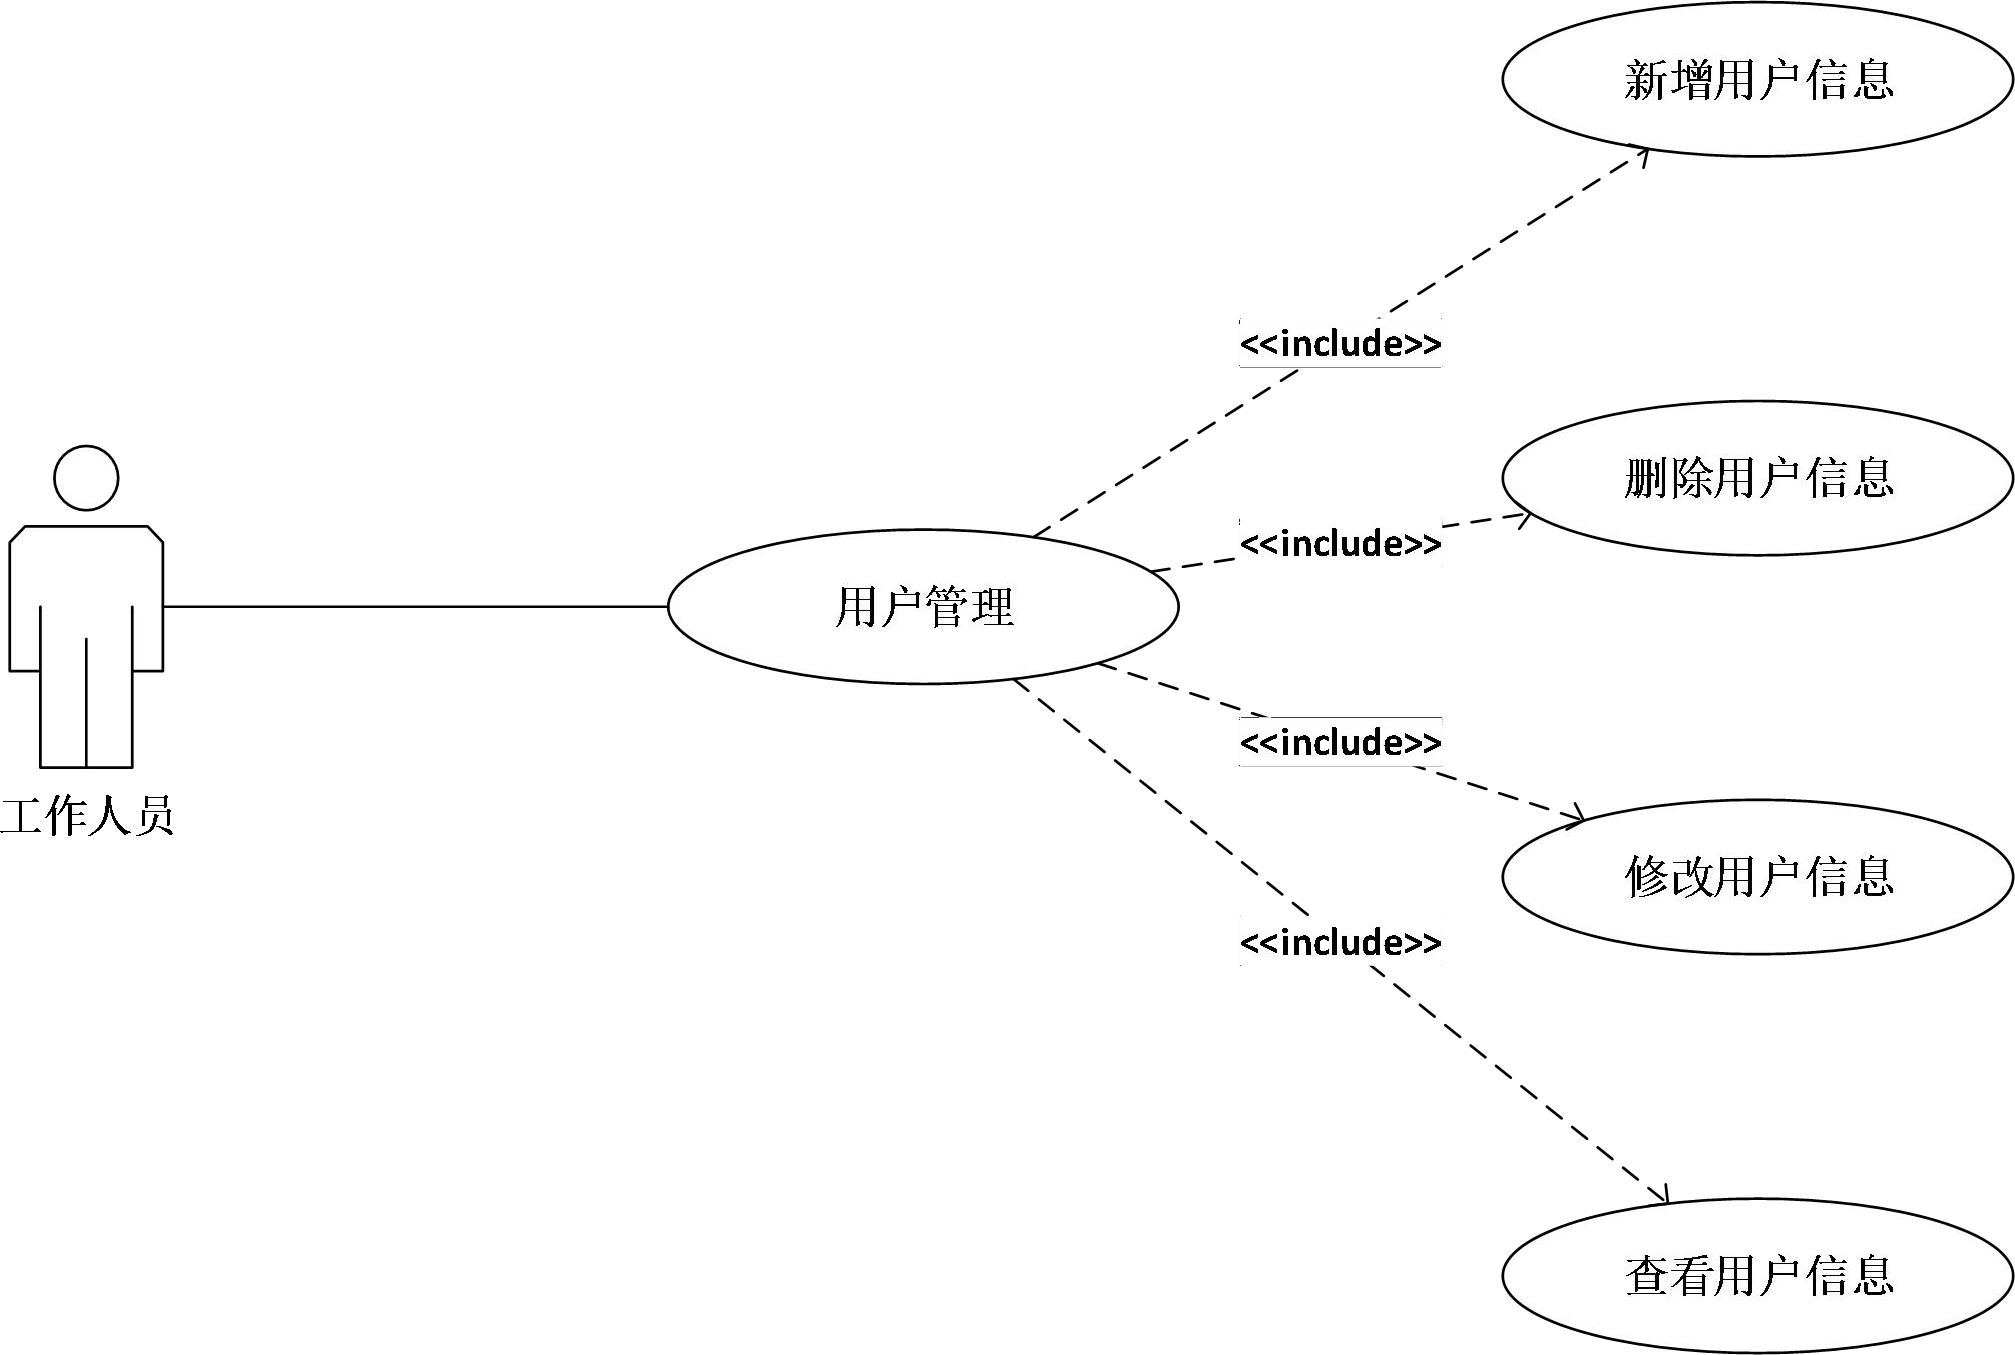 新增用户信息
<<include>>
删除用户信息
<<include>>
用户管理
<<include>>
工作人员
修改用户信息
<<include>>
查看用户信息